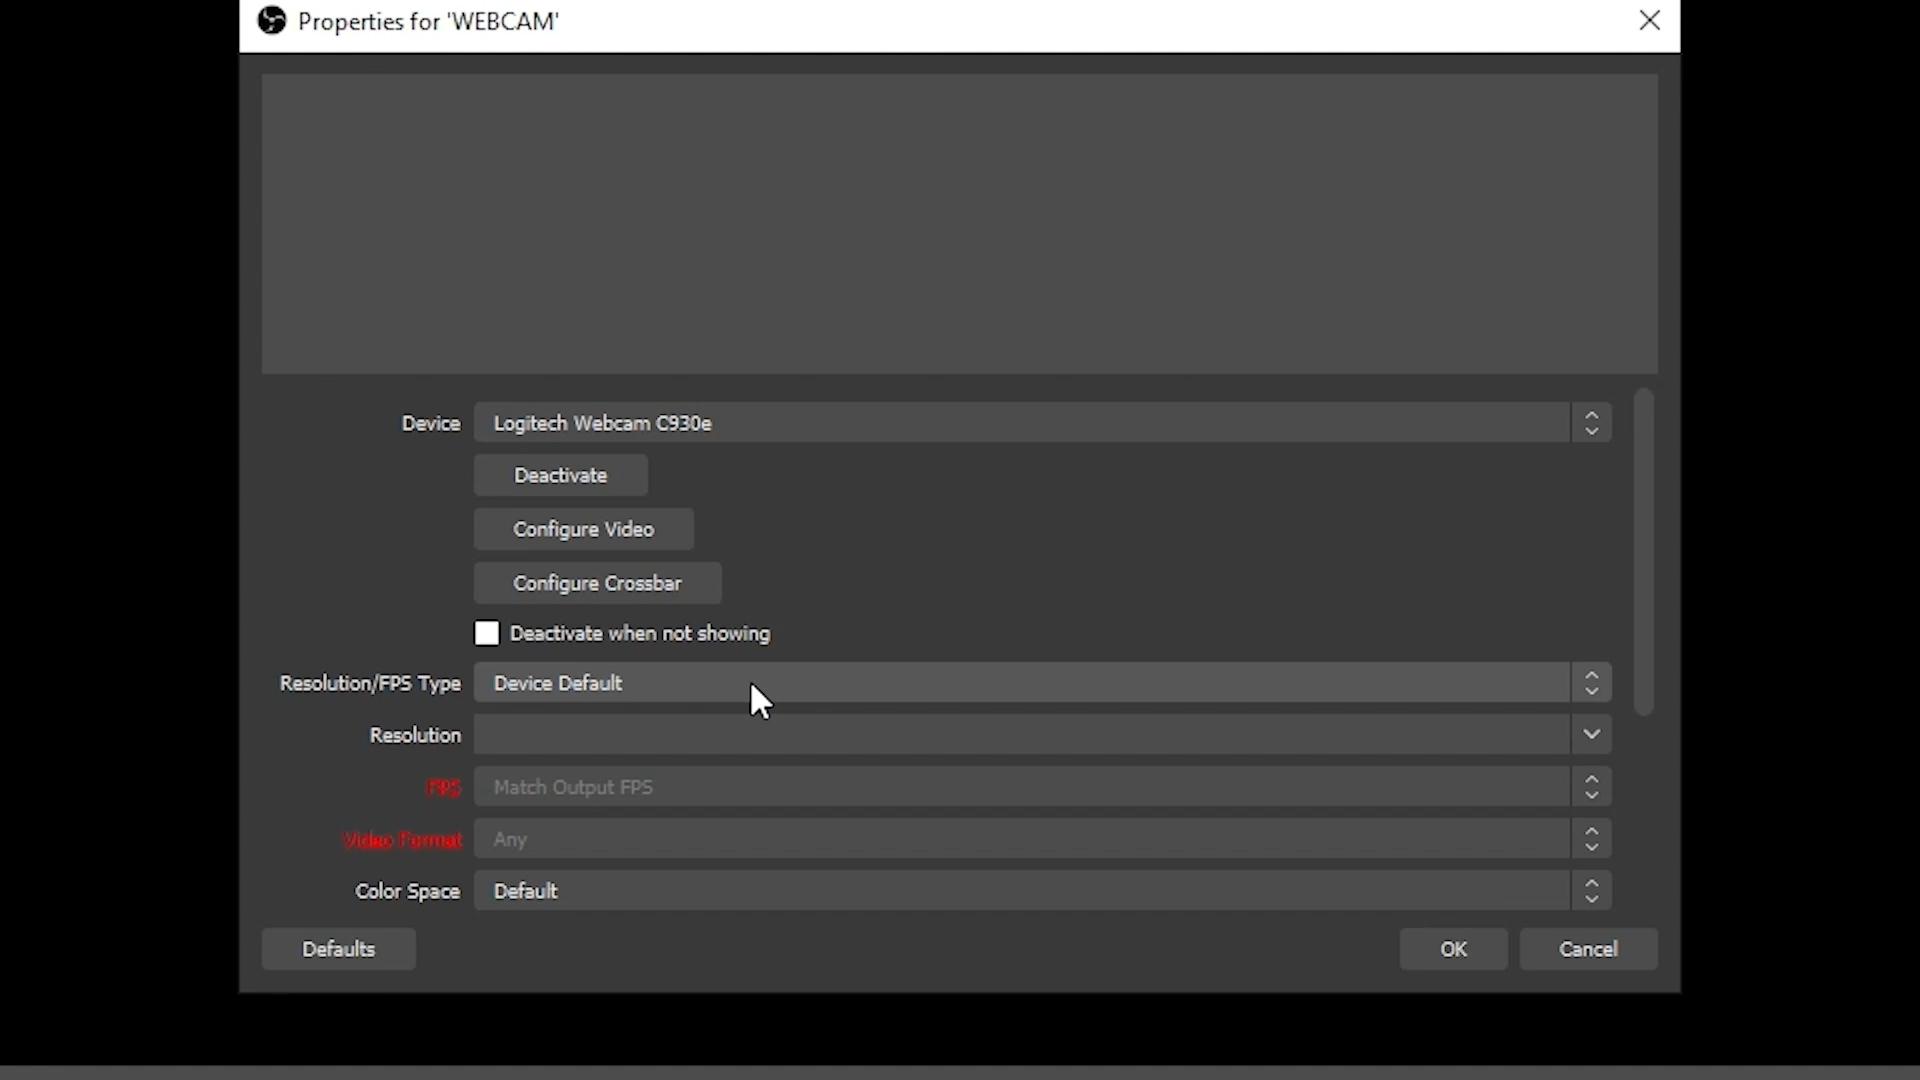 Properties for 'WEBCAM'
Device
Logitech Webcam C930e
Deactivate
Configure Video
Configure Crossbar
Deactivate when not showing
Resolution/FPS Type
Device Default
Resolution
FPS
Match Output FPS
Video Format
Any
Color Space
Default
Defaults
OK
Cancel